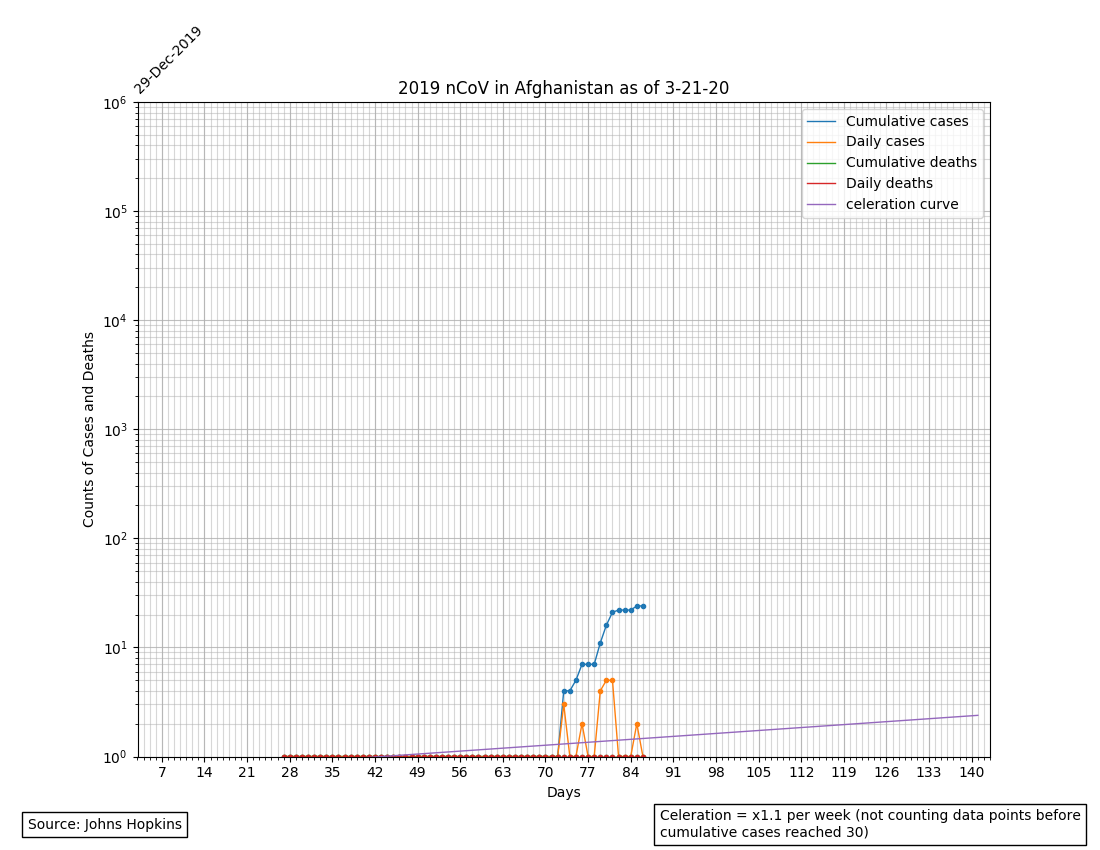 29-Dec-2019
2019 nCoV in Afghanistan as of 3-21-20
Cumulative cases
Daily cases
Cumulative deaths
Daily deaths
celeration curve
Counts of Cases and Deaths
10^6
10^5
10^4
10^3
10^2
10^1
10^0
7 14 21 28 35 42 49 56 63 70 77 84 91 98 105 112 119 126 133 140
Days
Source: Johns Hopkins
Celeration = x1.1 per week (not counting data points before
cumulative cases reached 30)